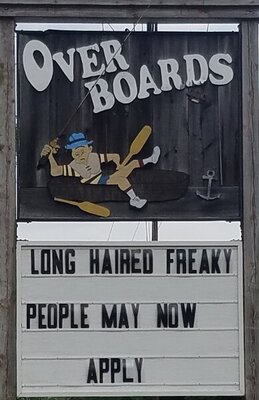 OVER
BOARDS
LONG HAIRED FREAKY
PEOPLE MAY NOW
APPLY